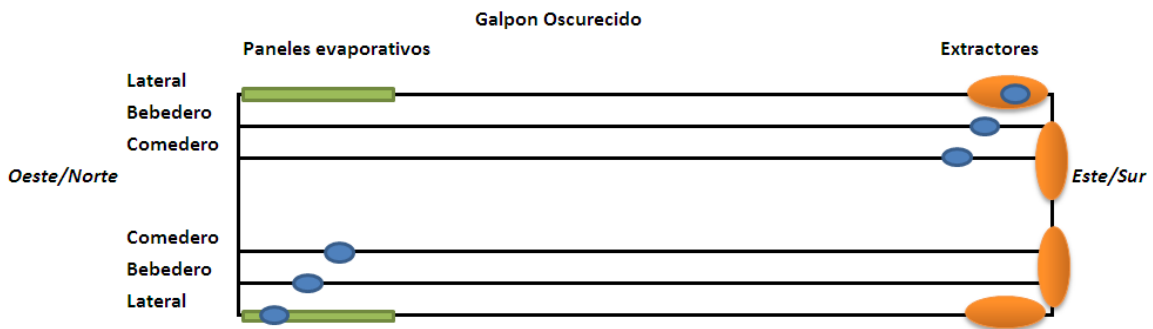 Galpon Oscurecido
Paneles evaporativos
Extractores
Lateral
Bebedero
Comedero
Oeste/Norte
Este/Sur
Comedero
Bebedero
Lateral